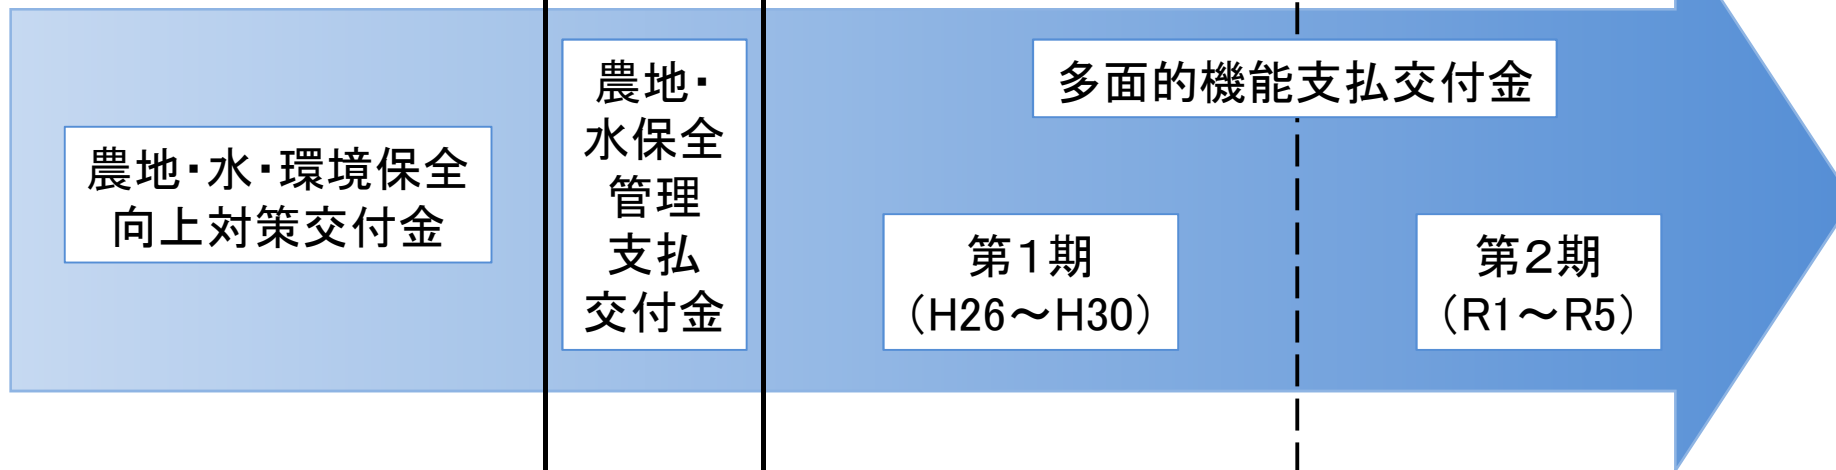 農地・水・環境保全
向上対策交付金
農地・
水保全
管理
支払
交付金
多面的機能支払交付金
第1期
(H26～H30)
第2期
(R1～R5)